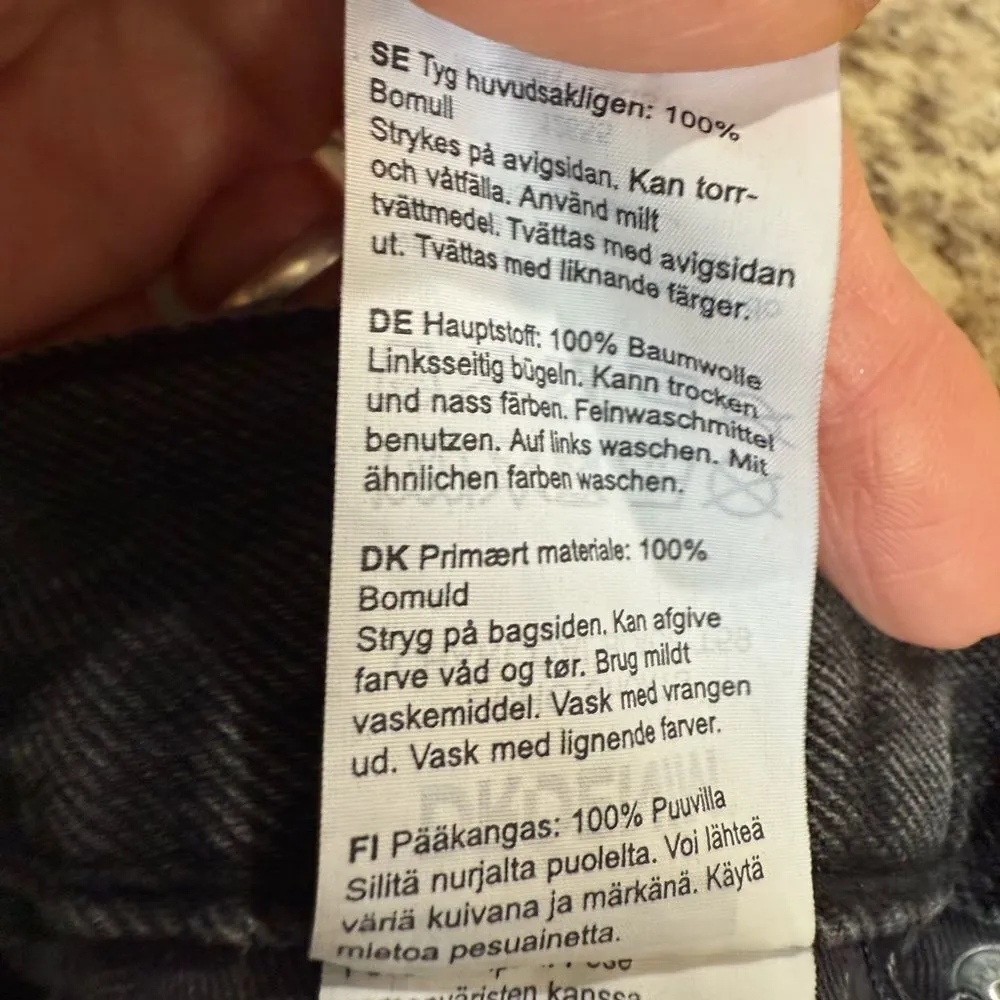 SE Tyg huvudsakligen: 100%
Bomull
Strykes på avigsidan. Kan torr-
och våtfälla. Använd milt
tvättmedel. Tvättas med avigsidan
ut. Tvättas med liknande färger.
DE Hauptstoff: 100% Baumwolle
Linksseitig bügeln. Kann trocken
und nass färben. Feinwaschmittel
benutzen. Auf links waschen. Mit
ähnlichen farben waschen.
DK Primært materiale: 100%
Bomuld
Stryg på bagsiden. Kan afgive
farve våd og tør. Brug mildt
vaskemiddel. Vask med vrangen
ud. Vask med lignende farver.
FI Pääkangas: 100% Puuvilla
Silitä nurjalta puolelta. Voi lähteä
väriä kuivana ja märkänä. Käytä
mietoa pesuainetta.
kanssa